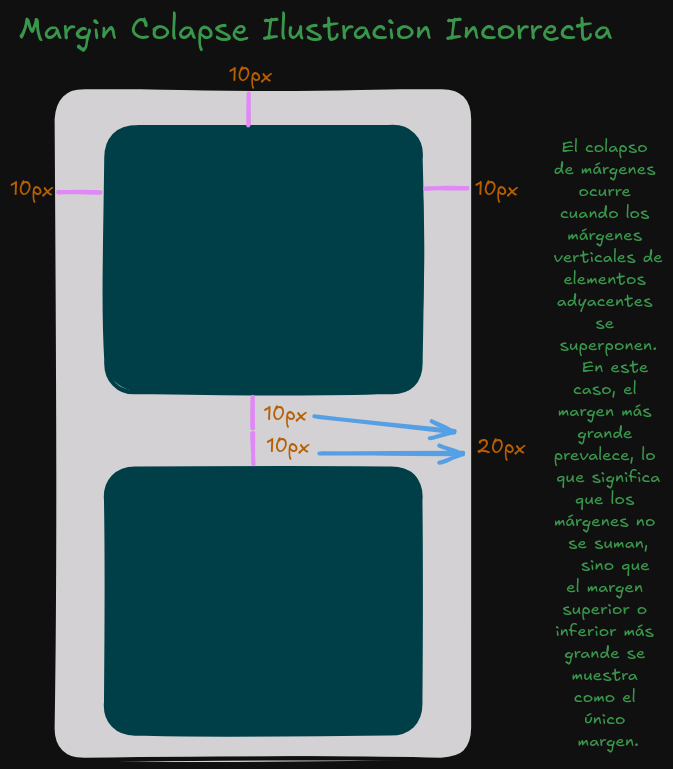 Margin Colapse Ilustracion Incorrecta
10px
10px
10px
10px
10px
20px
El colapso
de márgenes
ocurre
cuando los
márgenes
verticales de
elementos
adyacentes
se
superponen.
En este
caso, el
margen más
grande
prevalece, lo
que significa
que los
márgenes no
se suman,
sino que
el margen
superior o
inferior más
grande se
muestra
como el
único
margen.